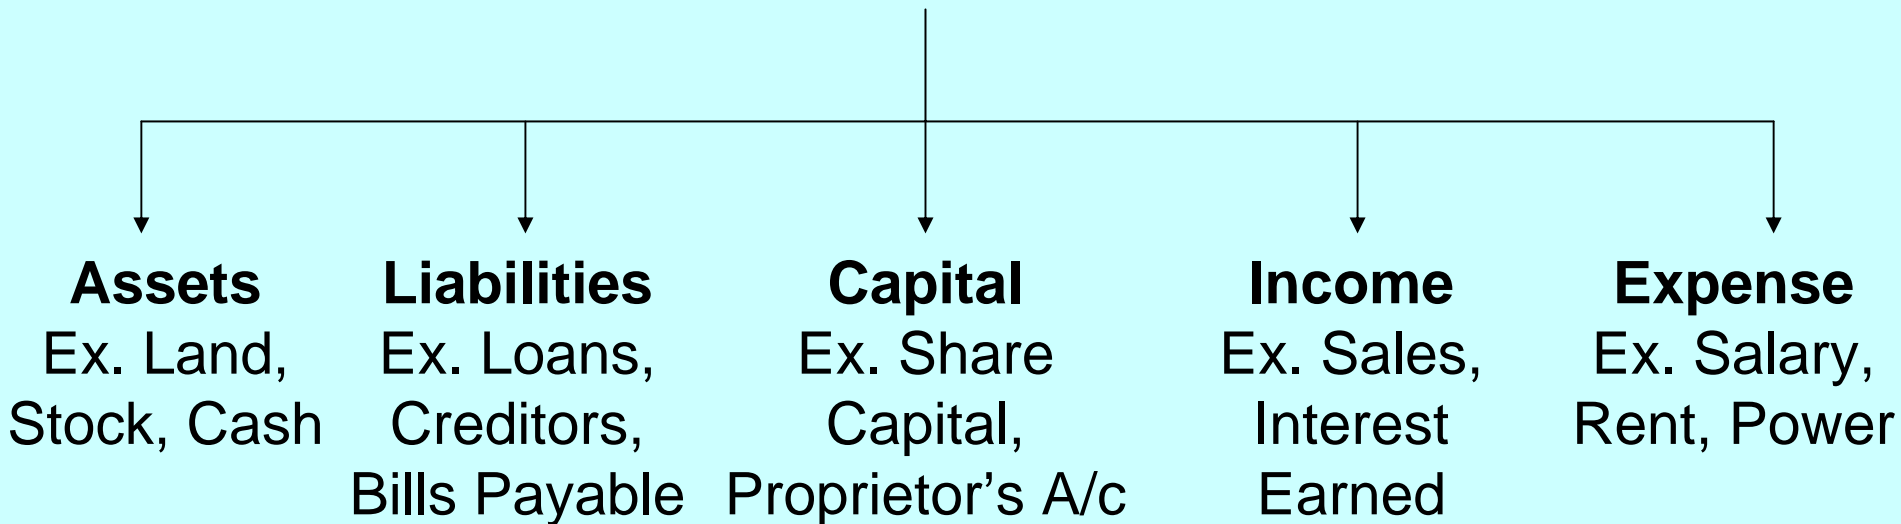 Assets
Ex. Land,
Stock, Cash
Liabilities
Ex. Loans,
Creditors,
Bills Payable
Capital
Ex. Share
Capital,
Proprietor’s A/c
Income
Ex. Sales,
Interest
Earned
Expense
Ex. Salary,
Rent, Power